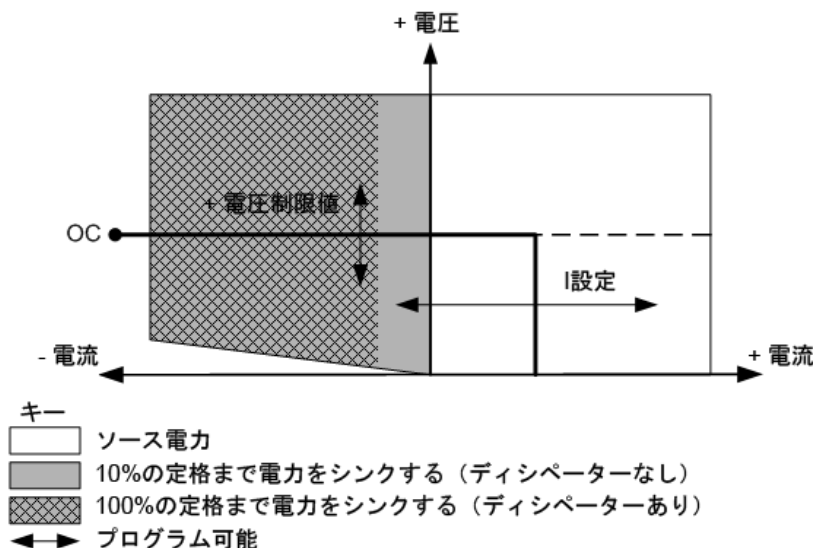 + 電圧
+ 電圧制限値
OC
I設定
- 電流
+ 電流
キー
ソース電力
10%の定格まで電力をシンクする（ディシペーターなし）
100%の定格まで電力をシンクする（ディシペーターあり）
プログラム可能